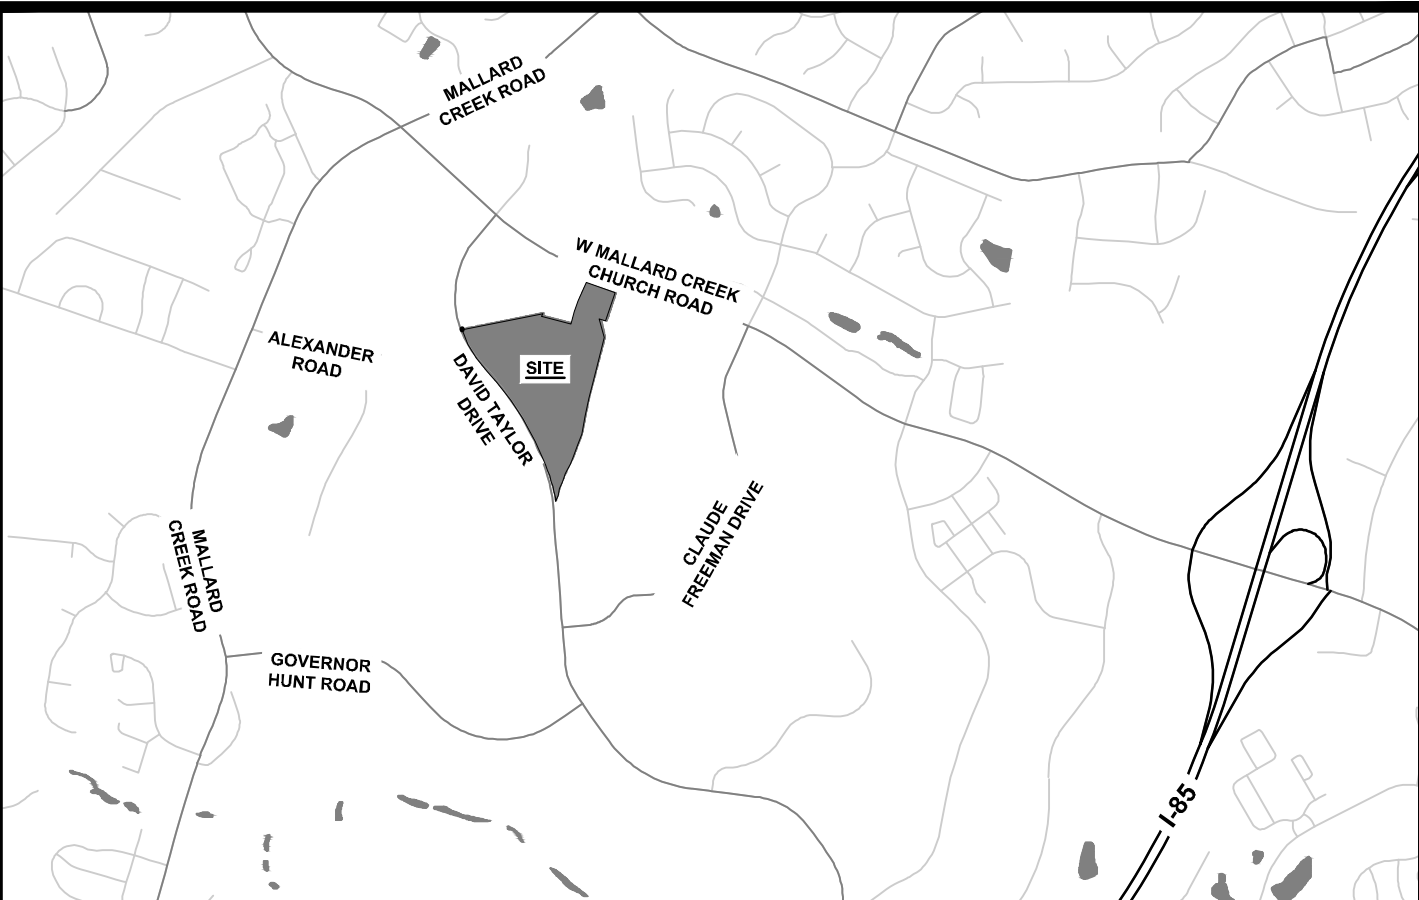 MALLARD
CREEK ROAD
W MALLARD CREEK
CHURCH ROAD
ALEXANDER
ROAD
SITE
DAVID TAYLOR
DRIVE
CLAUDE
FREEMAN DRIVE
MALLARD
CREEK ROAD
GOVERNOR
HUNT ROAD
I-85